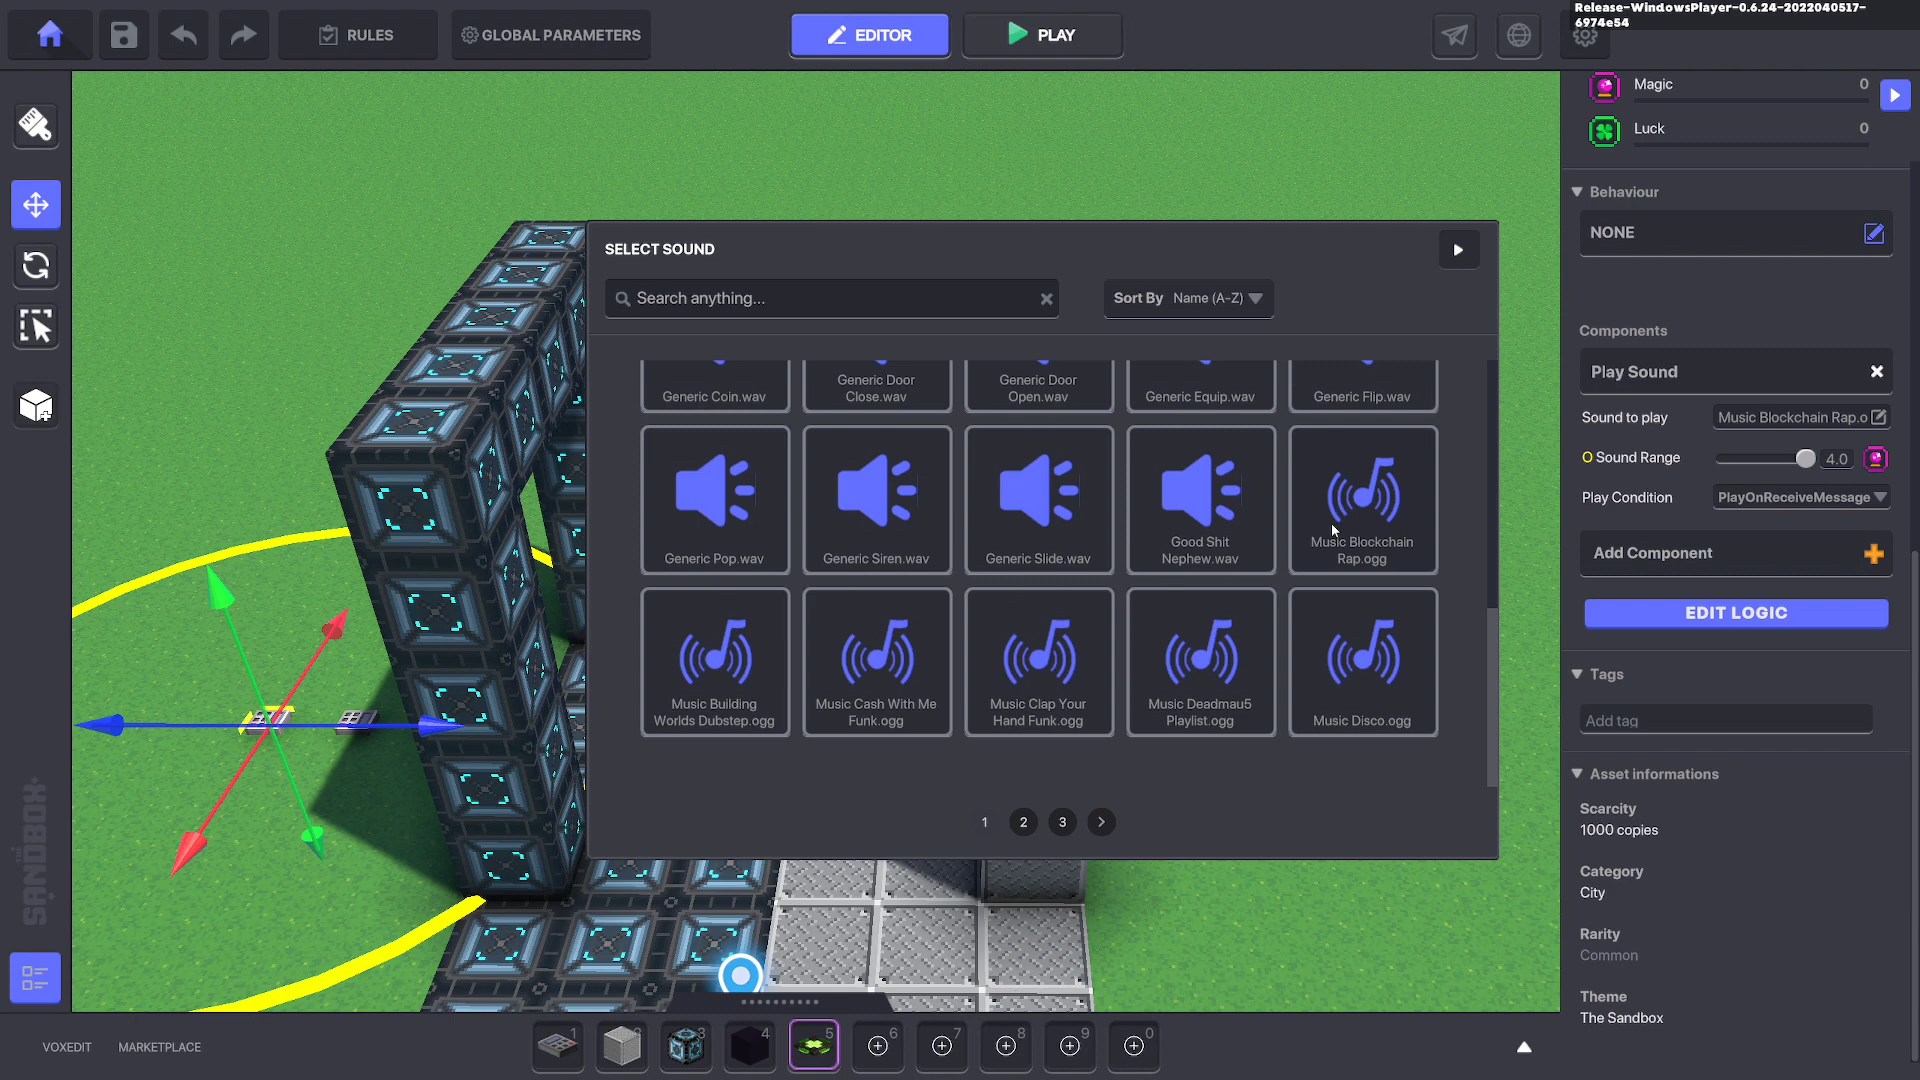 Release-WindowsPlayer-0.6.24-2022040517-
6974e54
RULES
GLOBAL PARAMETERS
EDITOR
PLAY
Magic 0
Luck 0
Behaviour
NONE
Components
Play Sound
Sound to play Music Blockchain Rap.o
Sound Range 4.0
Play Condition PlayOnReceiveMessage
Add Component
EDIT LOGIC
Tags
Add tag
Asset informations
Scarcity
1000 copies
Category
City
Rarity
Common
Theme
The Sandbox
SELECT SOUND
Search anything...
Sort By Name (A-Z)
Generic Coin.wav
Generic Door
Close.wav
Generic Door
Open.wav
Generic Equip.wav
Generic Flip.wav
Generic Pop.wav
Generic Siren.wav
Generic Slide.wav
Good Shit
Nephew.wav
Music Blockchain
Rap.ogg
Music Building
Worlds Dubstep.ogg
Music Cash With Me
Funk.ogg
Music Clap Your
Hand Funk.ogg
Music Deadmau5
Playlist.ogg
Music Disco.ogg
1 2 3
THE SANDBOX
VOXEDIT
MARKETPLACE
1 2 3 4 5 6 7 8 9 0